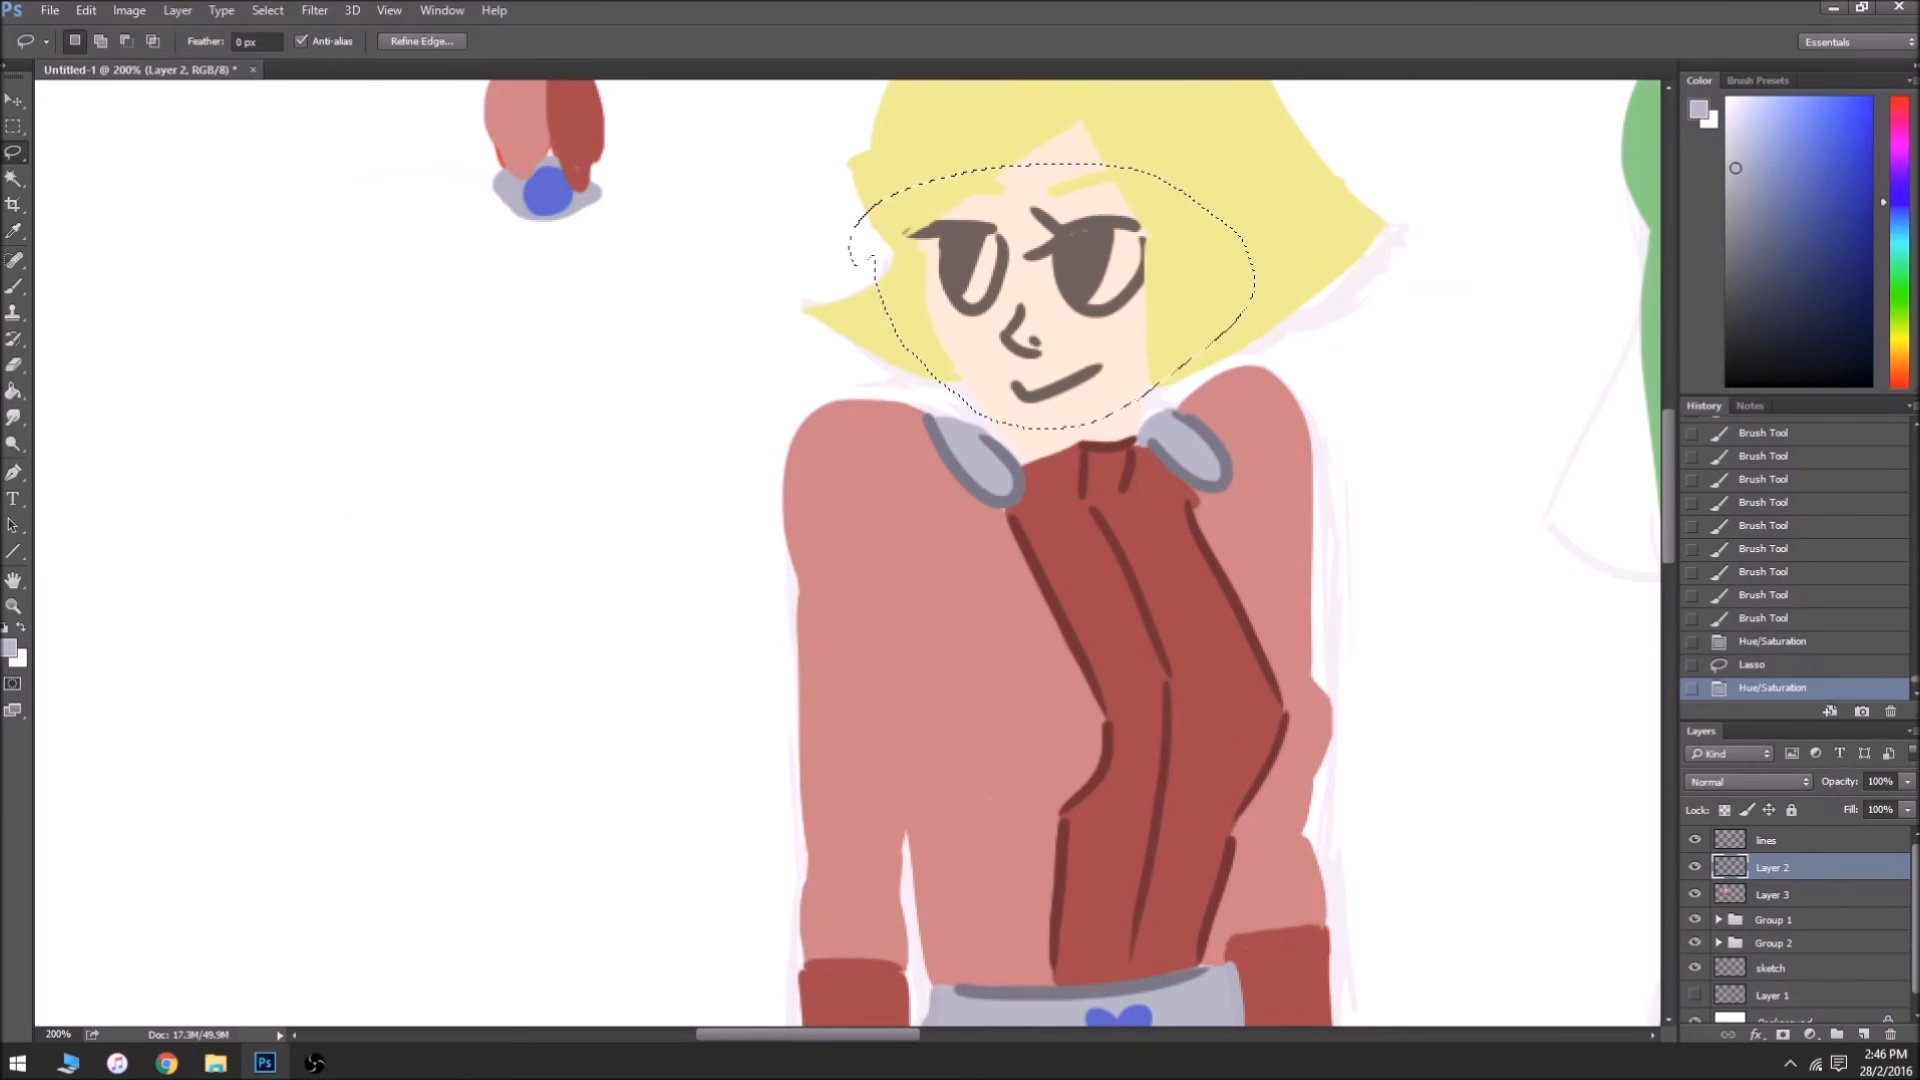 Ps File Edit Image Layer Type Select Filter 3D View Window Help
Feather: 0 px Anti-alias Refine Edge... Essentials
Untitled-1 @ 200% (Layer 2, RGB/8) * ×
Color Brush Presets
History Notes
Brush Tool
Brush Tool
Brush Tool
Brush Tool
Brush Tool
Brush Tool
Brush Tool
Brush Tool
Brush Tool
Hue/Saturation
Lasso
Hue/Saturation
Layers
Kind
Normal Opacity: 100%
Lock: Fill: 100%
lines
Layer 2
Layer 3
Group 1
Group 2
sketch
Layer 1
Background
200% Doc: 17.3M/49.9M
Ps
2:46 PM
28/2/2016